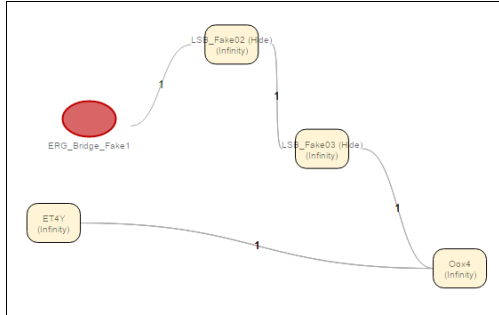 LSB_Fake02 (Hide)
(Infinity)
1
1
ERG_Bridge_Fake1
LSB_Fake03 (Hide)
(Infinity)
1
ET4Y
(Infinity)
1
Oox4
(Infinity)